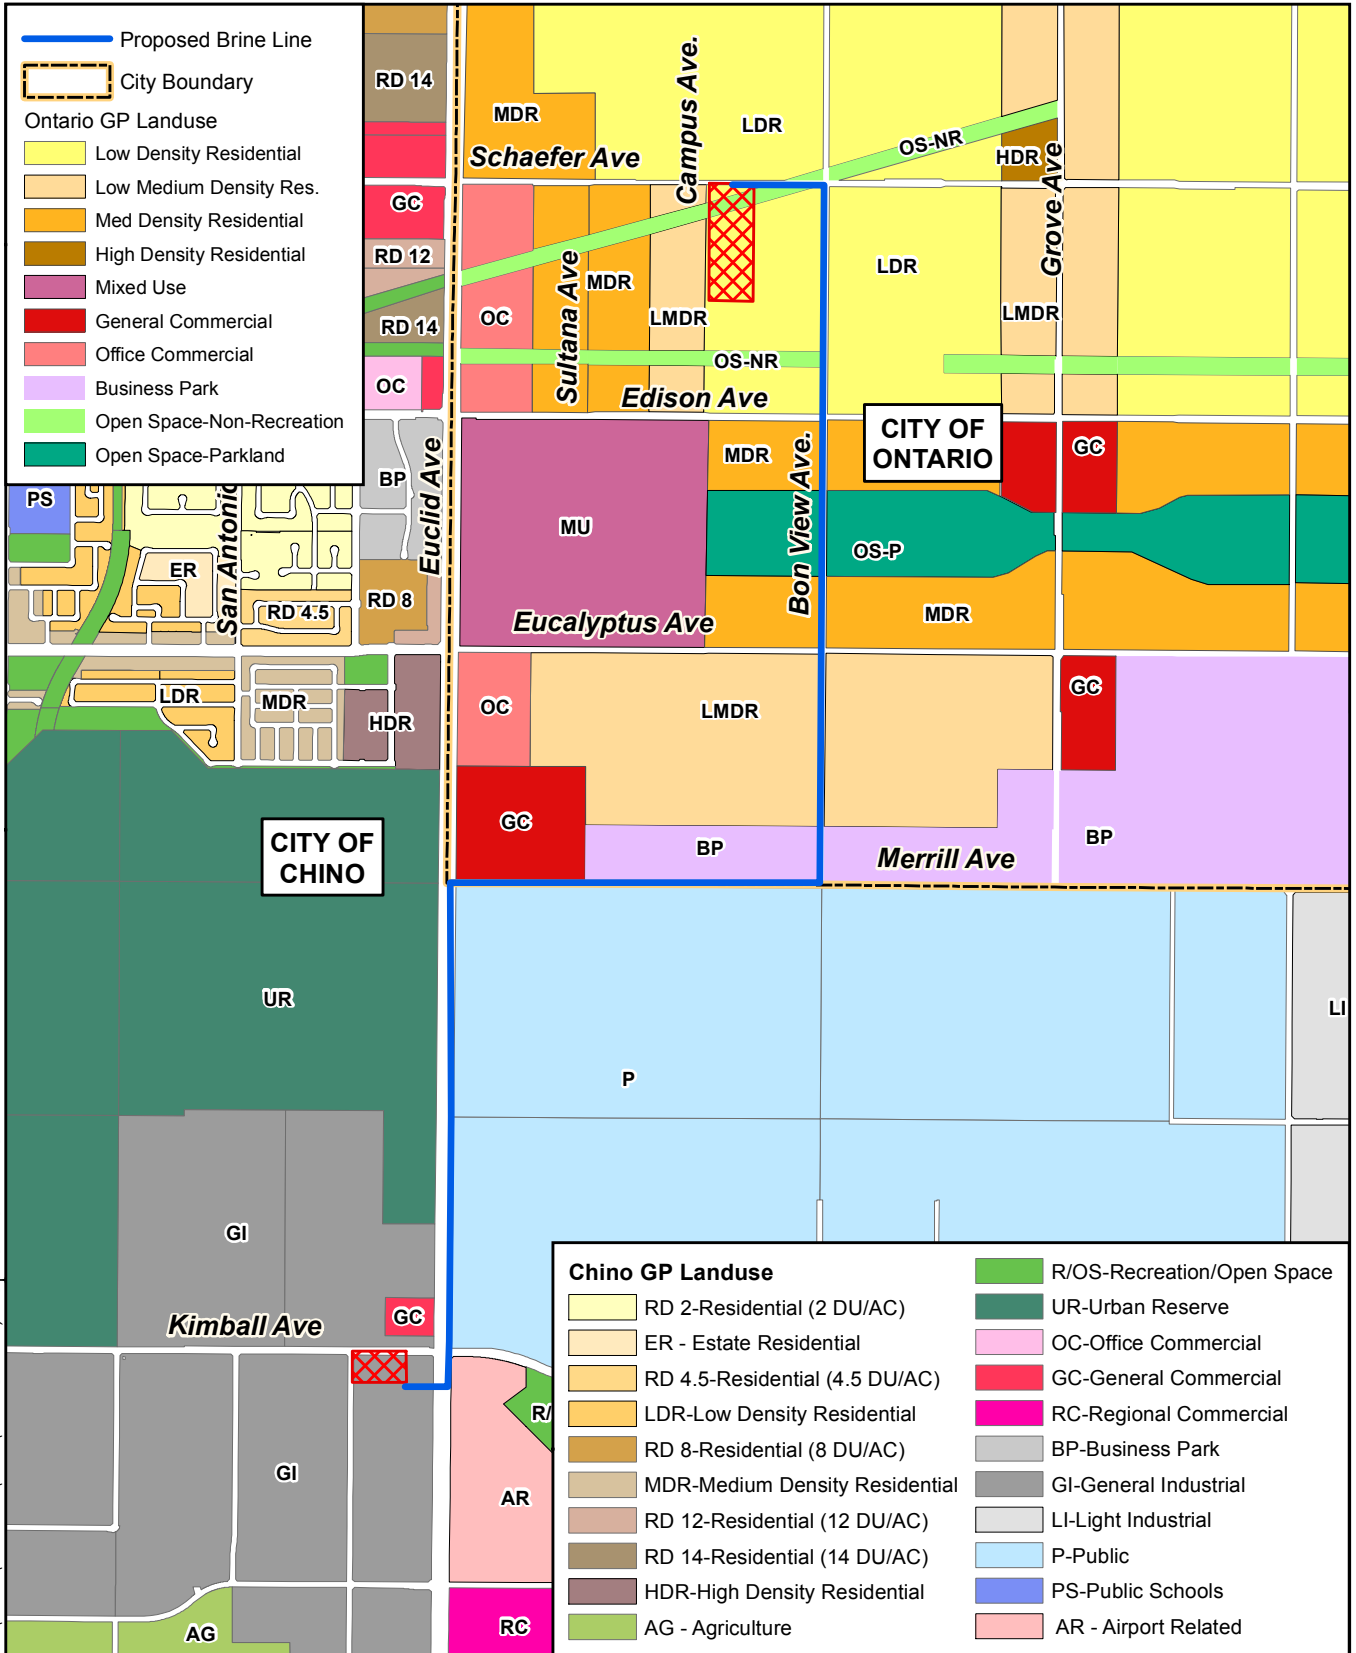 Proposed Brine Line
City Boundary
Ontario GP Landuse
Low Density Residential
Low Medium Density Res.
Med Density Residential
High Density Residential
Mixed Use
General Commercial
Office Commercial
Business Park
Open Space-Non-Recreation
Open Space-Parkland
RD 14
GC
RD 12
RD 14
OC
BP
Euclid Ave
MDR
Schaefer Ave
Campus Ave.
LDR
OS-NR
HDR
Grove Ave
LDR
OC
Sultana Ave
MDR
LMDR
LMDR
OS-NR
Edison Ave
CITY OF
ONTARIO
MDR
GC
Bon View Ave.
MU
OS-P
MDR
Eucalyptus Ave
PS
San Antonio
ER
RD 4.5
RD 8
LDR
MDR
HDR
OC
LMDR
GC
GC
BP
Merrill Ave
BP
CITY OF
CHINO
UR
P
LI
GI
GC
Kimball Ave
GI
R/
AR
AG
RC
Chino GP Landuse
RD 2-Residential (2 DU/AC)
ER - Estate Residential
RD 4.5-Residential (4.5 DU/AC)
LDR-Low Density Residential
RD 8-Residential (8 DU/AC)
MDR-Medium Density Residential
RD 12-Residential (12 DU/AC)
RD 14-Residential (14 DU/AC)
HDR-High Density Residential
AG - Agriculture
R/OS-Recreation/Open Space
UR-Urban Reserve
OC-Office Commercial
GC-General Commercial
RC-Regional Commercial
BP-Business Park
GI-General Industrial
LI-Light Industrial
P-Public
PS-Public Schools
AR - Airport Related